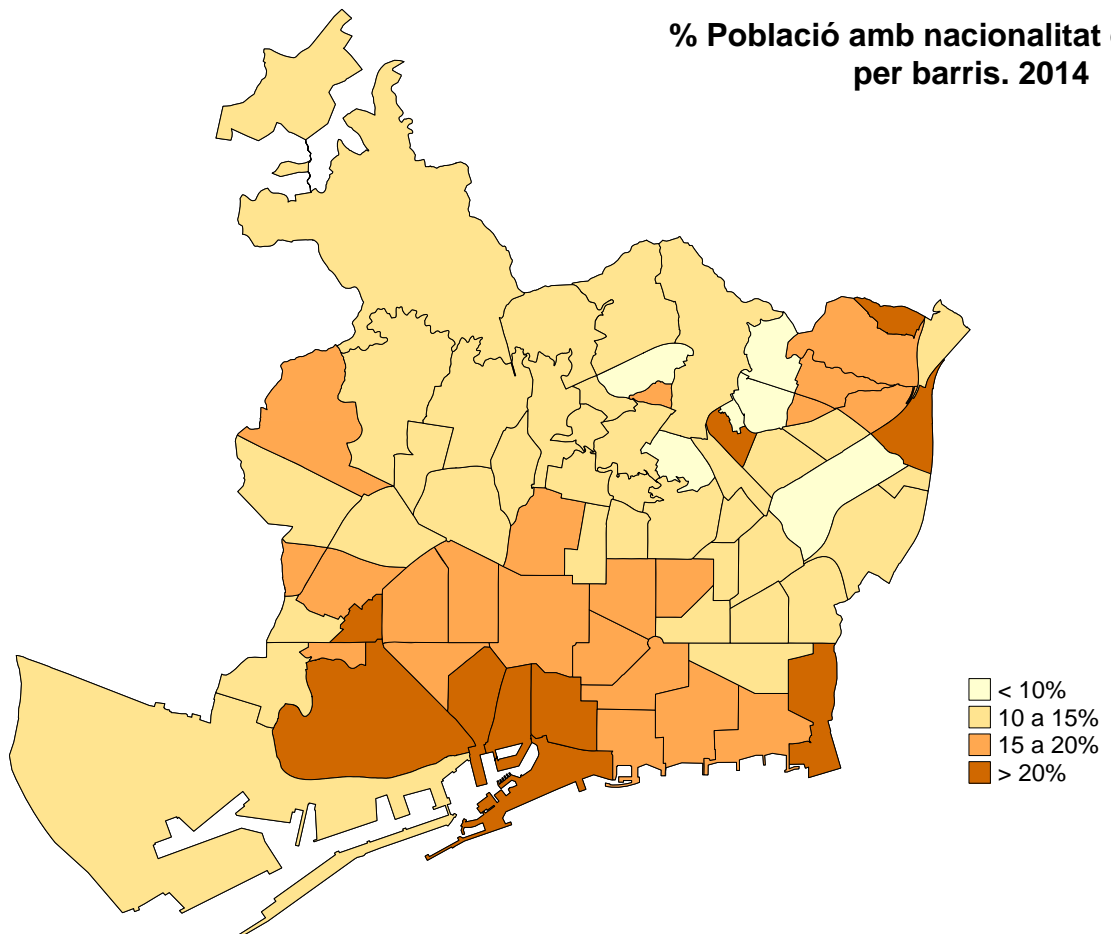 % Població amb nacionalitat
per barris. 2014
< 10%
10 a 15%
15 a 20%
> 20%